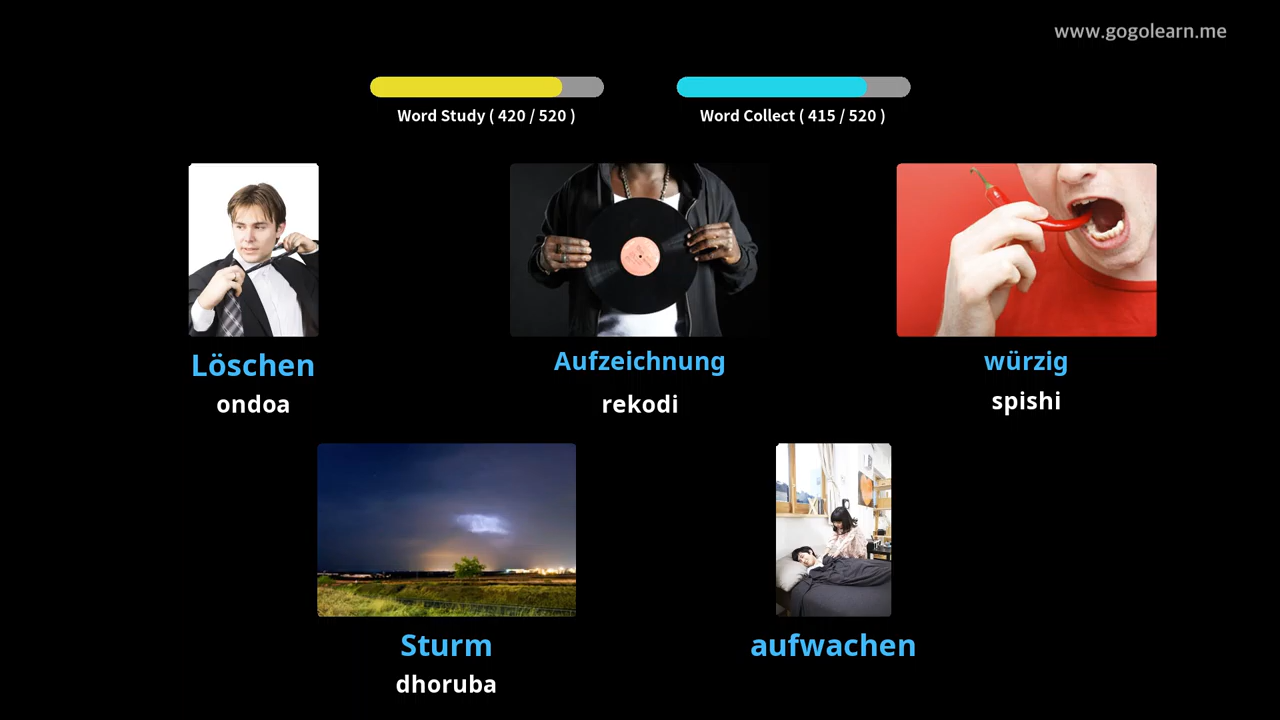 www.gogolearn.me
Word Study ( 420 / 520 )
Word Collect ( 415 / 520 )
Löschen
ondoa
Aufzeichnung
rekodi
würzig
spishi
Sturm
dhoruba
aufwachen